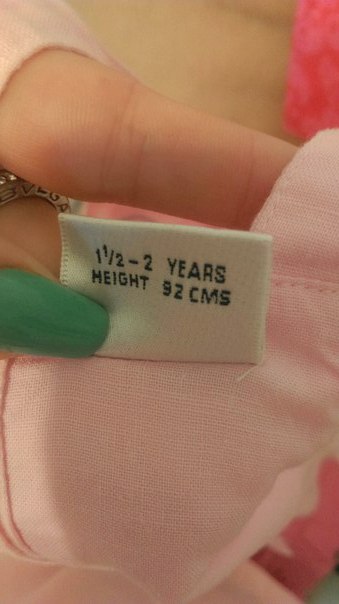 1½-2 YEARS
HEIGHT 92 CMS